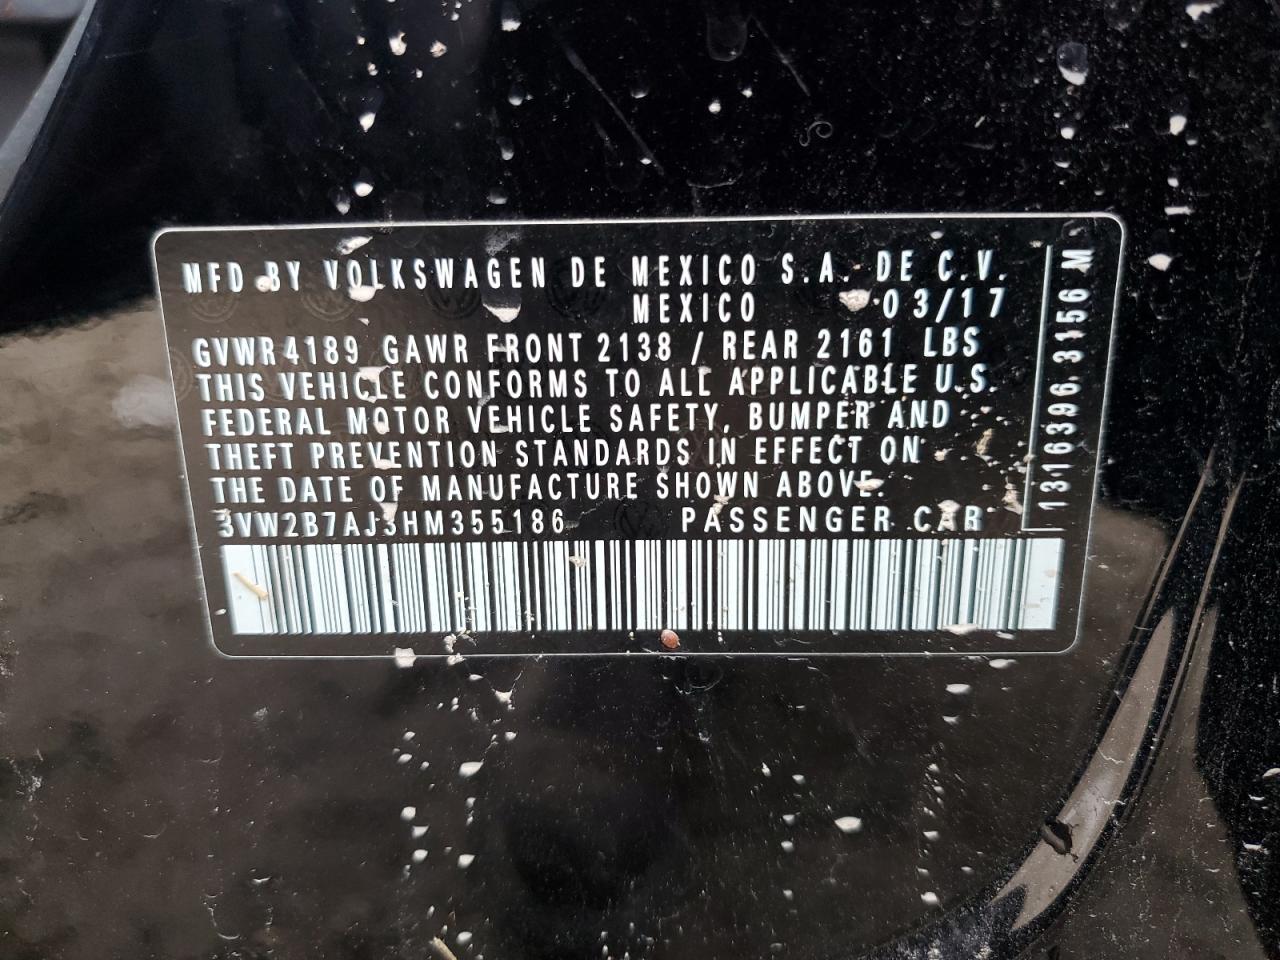 MFD BY VOLKSWAGEN DE MEXICO S.A. DE C.V.
MEXICO 03/17
GVWR 4189 GAWR FRONT 2138 / REAR 2161 LBS
THIS VEHICLE CONFORMS TO ALL APPLICABLE U.S.
FEDERAL MOTOR VEHICLE SAFETY, BUMPER AND
THEFT PREVENTION STANDARDS IN EFFECT ON
THE DATE OF MANUFACTURE SHOWN ABOVE.
3VW2B7AJ3HM355186 PASSENGER CAR
1316396.3156 M